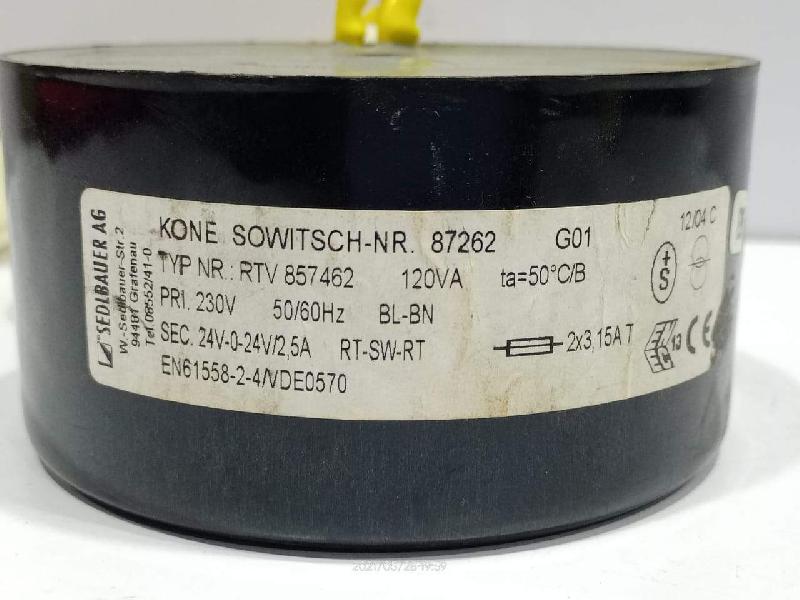 SEDLBAUER AG
W.-Sedlbauer-Str.2
94481 Grafenau
Tel.08552/41-0
KONE SOWITSCH-NR. 87262 G01
TYP NR.: RTV 857462 120VA ta=50°C/B
PRI. 230V 50/60Hz BL-BN
SEC. 24V-0-24V/2,5A RT-SW-RT 2x3,15A T
EN61558-2-4/VDE0570
12/04 C
+
S
10 CE